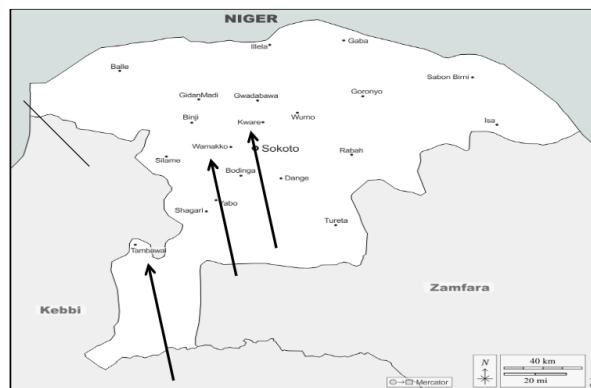 NIGER
Illela
Gaba
Balle
Sabon Birni
GidanMadi
Gwadabawa
Goronyo
Binji
Kware
Wurno
Isa
Wamakko
Sokoto
Silame
Rabah
Bodinga
Dange
Yabo
Shagari
Tureta
Tambawal
Kebbi
Zamfara
N
40 km
20 mi
Mercator